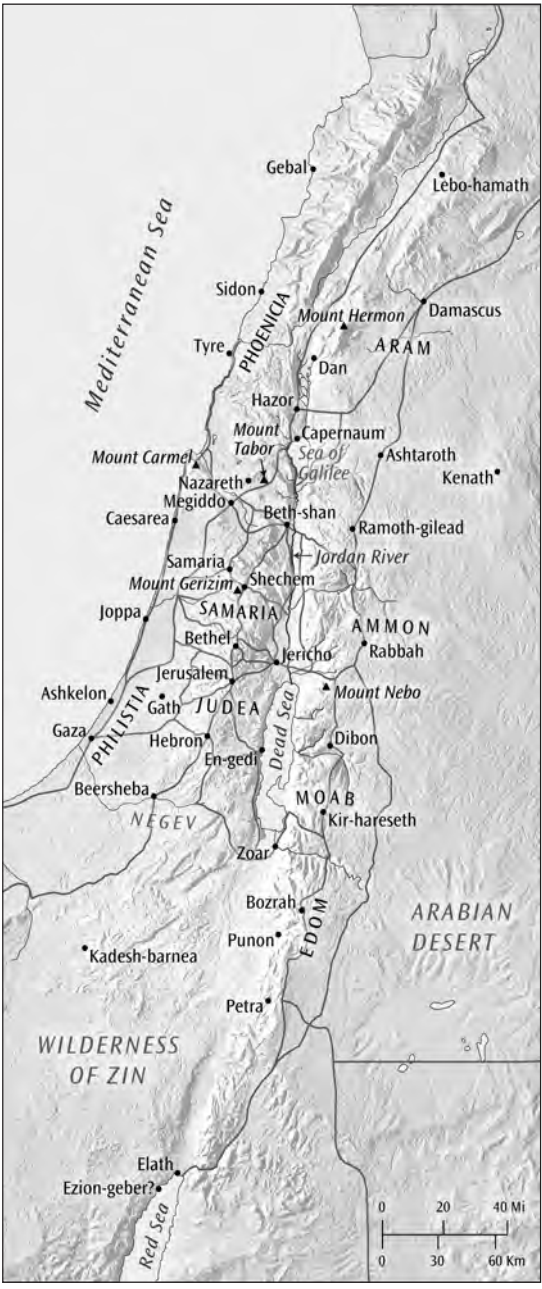 Gebal
Lebo-hamath
Mediterranean Sea
Sidon
PHOENICIA
Mount Hermon
Damascus
ARAM
Tyre
Dan
Hazor
Mount
Tabor
Capernaum
Sea of
Galilee
Mount Carmel
Ashtaroth
Kenath
Nazareth
Megiddo
Beth-shan
Caesarea
Ramoth-gilead
Jordan River
Samaria
Mount Gerizim
Shechem
SAMARIA
Joppa
AMMON
Bethel
Jericho
Rabbah
Jerusalem
Mount Nebo
Ashkelon
Gath
JUDEA
PHILISTIA
Dead Sea
Gaza
Hebron
Dibon
En-gedi
Beersheba
MOAB
NEGEV
Kir-hareseth
Zoar
Bozrah
EDOM
ARABIAN
DESERT
Punon
Kadesh-barnea
Petra
WILDERNESS
OF ZIN
Elath
Ezion-geber?
Red Sea
0 20 40 Mi
0 30 60 Km